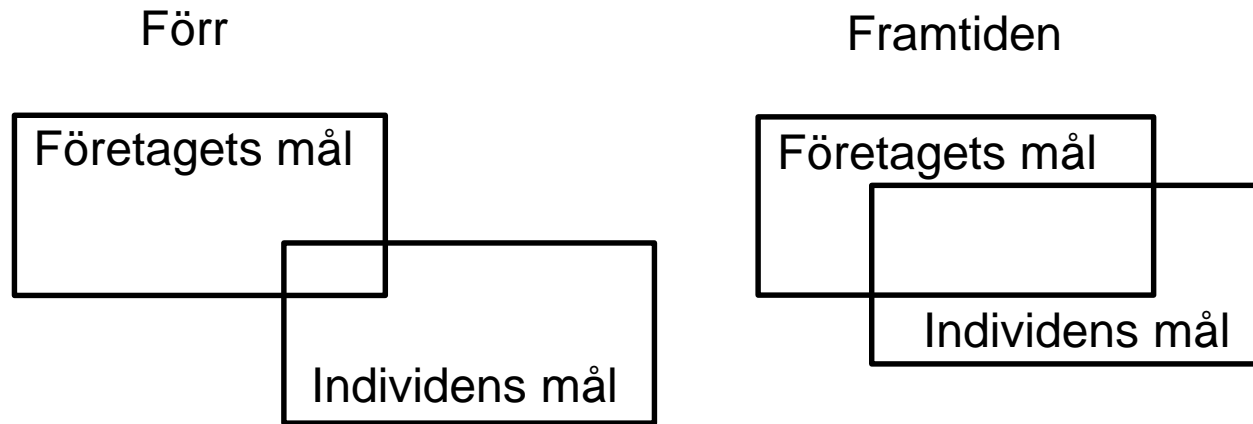 Förr
Framtiden
Företagets mål
Individens mål
Företagets mål
Individens mål